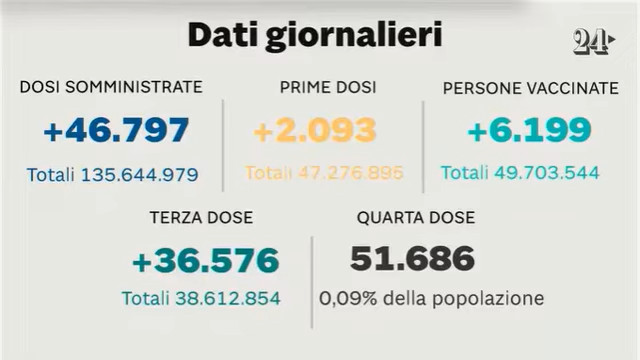 Dati giornalieri
24
DOSI SOMMINISTRATE
+46.797
Totali 135.644.979
PRIME DOSI
+2.093
Totali 47.276.895
PERSONE VACCINATE
+6.199
Totali 49.703.544
TERZA DOSE
+36.576
Totali 38.612.854
QUARTA DOSE
51.686
0,09% della popolazione